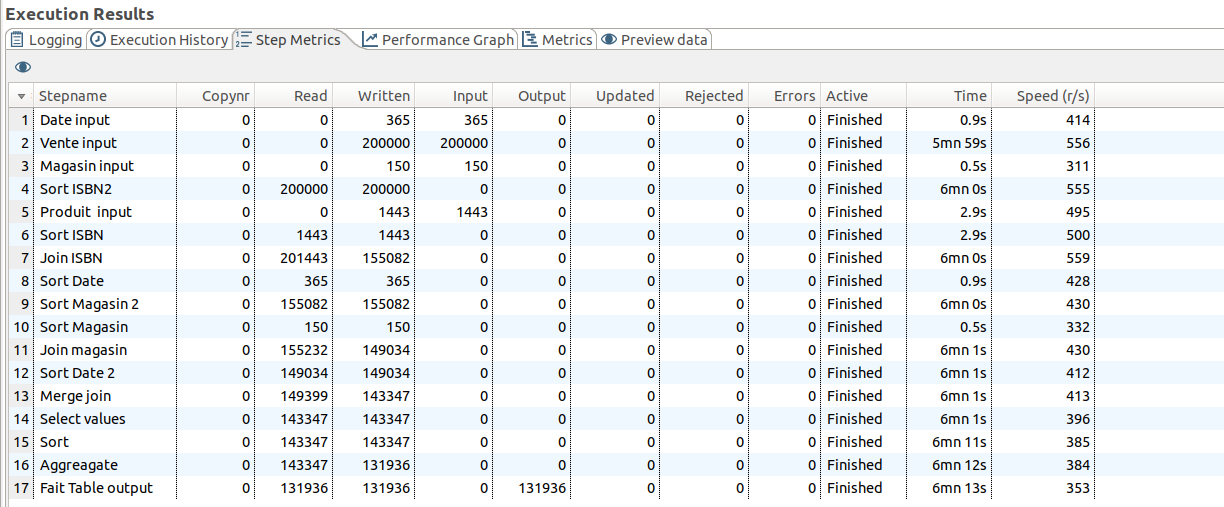 Execution Results
Logging Execution History Step Metrics Performance Graph Metrics Preview data
Stepname Copynr Read Written Input Output Updated Rejected Errors Active Time Speed (r/s)
1 Date input 0 0 365 365 0 0 0 0 Finished 0.9s 414
2 Vente input 0 0 200000 200000 0 0 0 0 Finished 5mn 59s 556
3 Magasin input 0 0 150 150 0 0 0 0 Finished 0.5s 311
4 Sort ISBN2 0 200000 200000 0 0 0 0 0 Finished 6mn 0s 555
5 Produit input 0 0 1443 1443 0 0 0 0 Finished 2.9s 495
6 Sort ISBN 0 1443 1443 0 0 0 0 0 Finished 2.9s 500
7 Join ISBN 0 201443 155082 0 0 0 0 0 Finished 6mn 0s 559
8 Sort Date 0 365 365 0 0 0 0 0 Finished 0.9s 428
9 Sort Magasin 2 0 155082 155082 0 0 0 0 0 Finished 6mn 0s 430
10 Sort Magasin 0 150 150 0 0 0 0 0 Finished 0.5s 332
11 Join magasin 0 155232 149034 0 0 0 0 0 Finished 6mn 1s 430
12 Sort Date 2 0 149034 149034 0 0 0 0 0 Finished 6mn 1s 412
13 Merge join 0 149399 143347 0 0 0 0 0 Finished 6mn 1s 413
14 Select values 0 143347 143347 0 0 0 0 0 Finished 6mn 1s 396
15 Sort 0 143347 143347 0 0 0 0 0 Finished 6mn 11s 385
16 Aggreagate 0 143347 131936 0 0 0 0 0 Finished 6mn 12s 384
17 Fait Table output 0 131936 131936 0 131936 0 0 0 Finished 6mn 13s 353